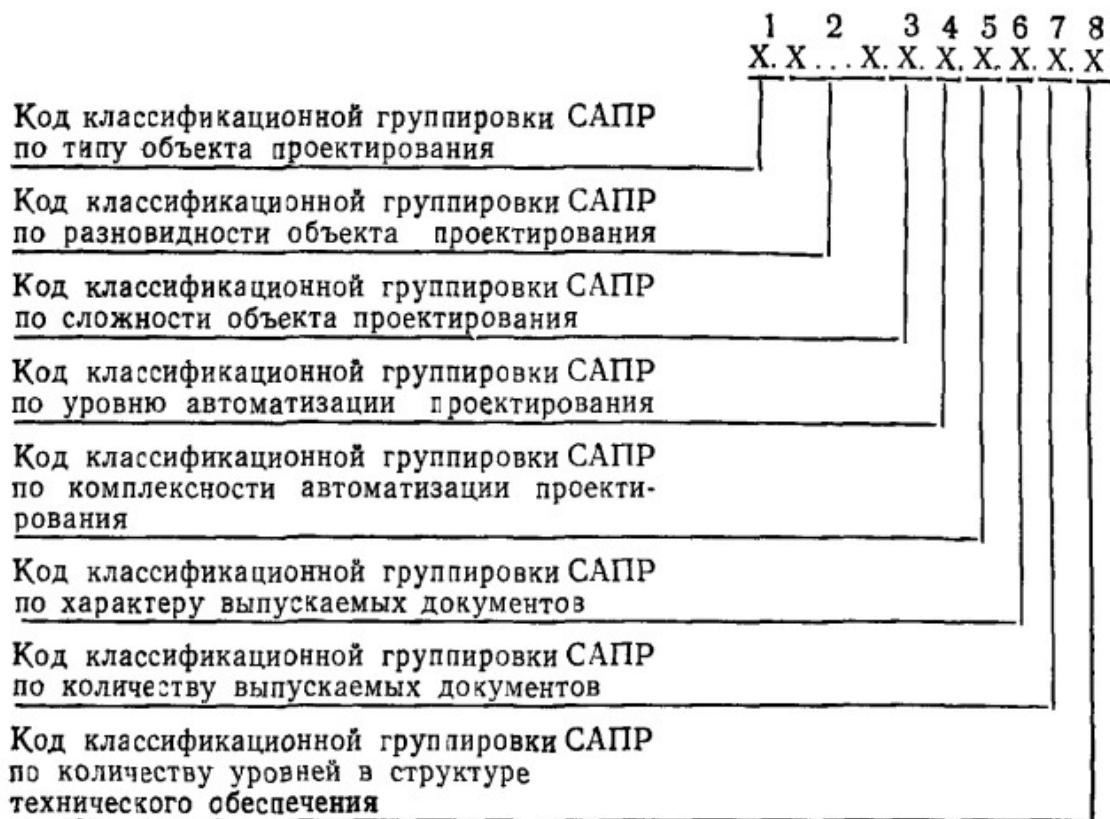 1 2 3 4 5 6 7 8
X. X ... X. X. X. X. X. X. X
Код классификационной группировки САПР
по типу объекта проектирования
Код классификационной группировки САПР
по разновидности объекта проектирования
Код классификационной группировки САПР
по сложности объекта проектирования
Код классификационной группировки САПР
по уровню автоматизации проектирования
Код классификационной группировки САПР
по комплексности автоматизации проекти-
рования
Код классификационной группировки САПР
по характеру выпускаемых документов
Код классификационной группировки САПР
по количеству выпускаемых документов
Код классификационной группировки САПР
по количеству уровней в структуре
технического обеспечения